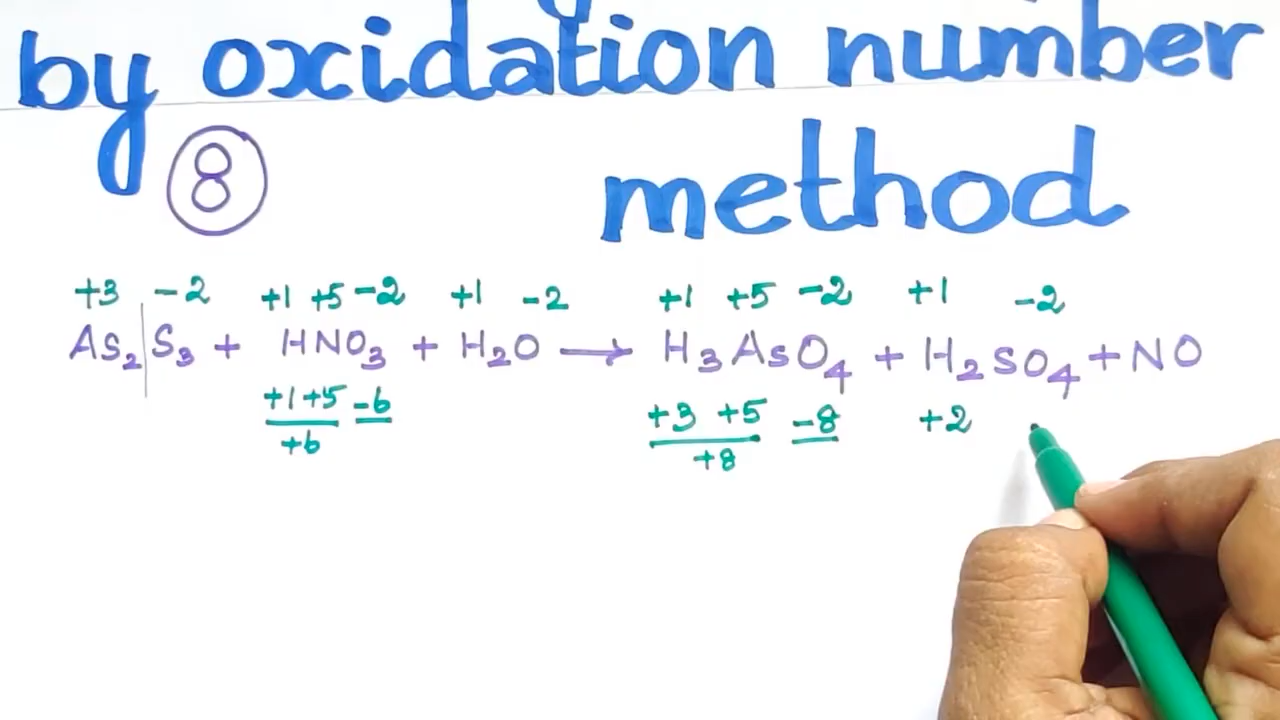 by oxidation number
8 method
+3 -2 +1 +5 -2 +1 -2 +1 +5 -2 +1 -2
As₂ S₃ + HNO₃ + H₂O → H₃AsO₄ + H₂SO₄ + NO
+1 +5 -6 +3 +5 -8 +2
+6 +8